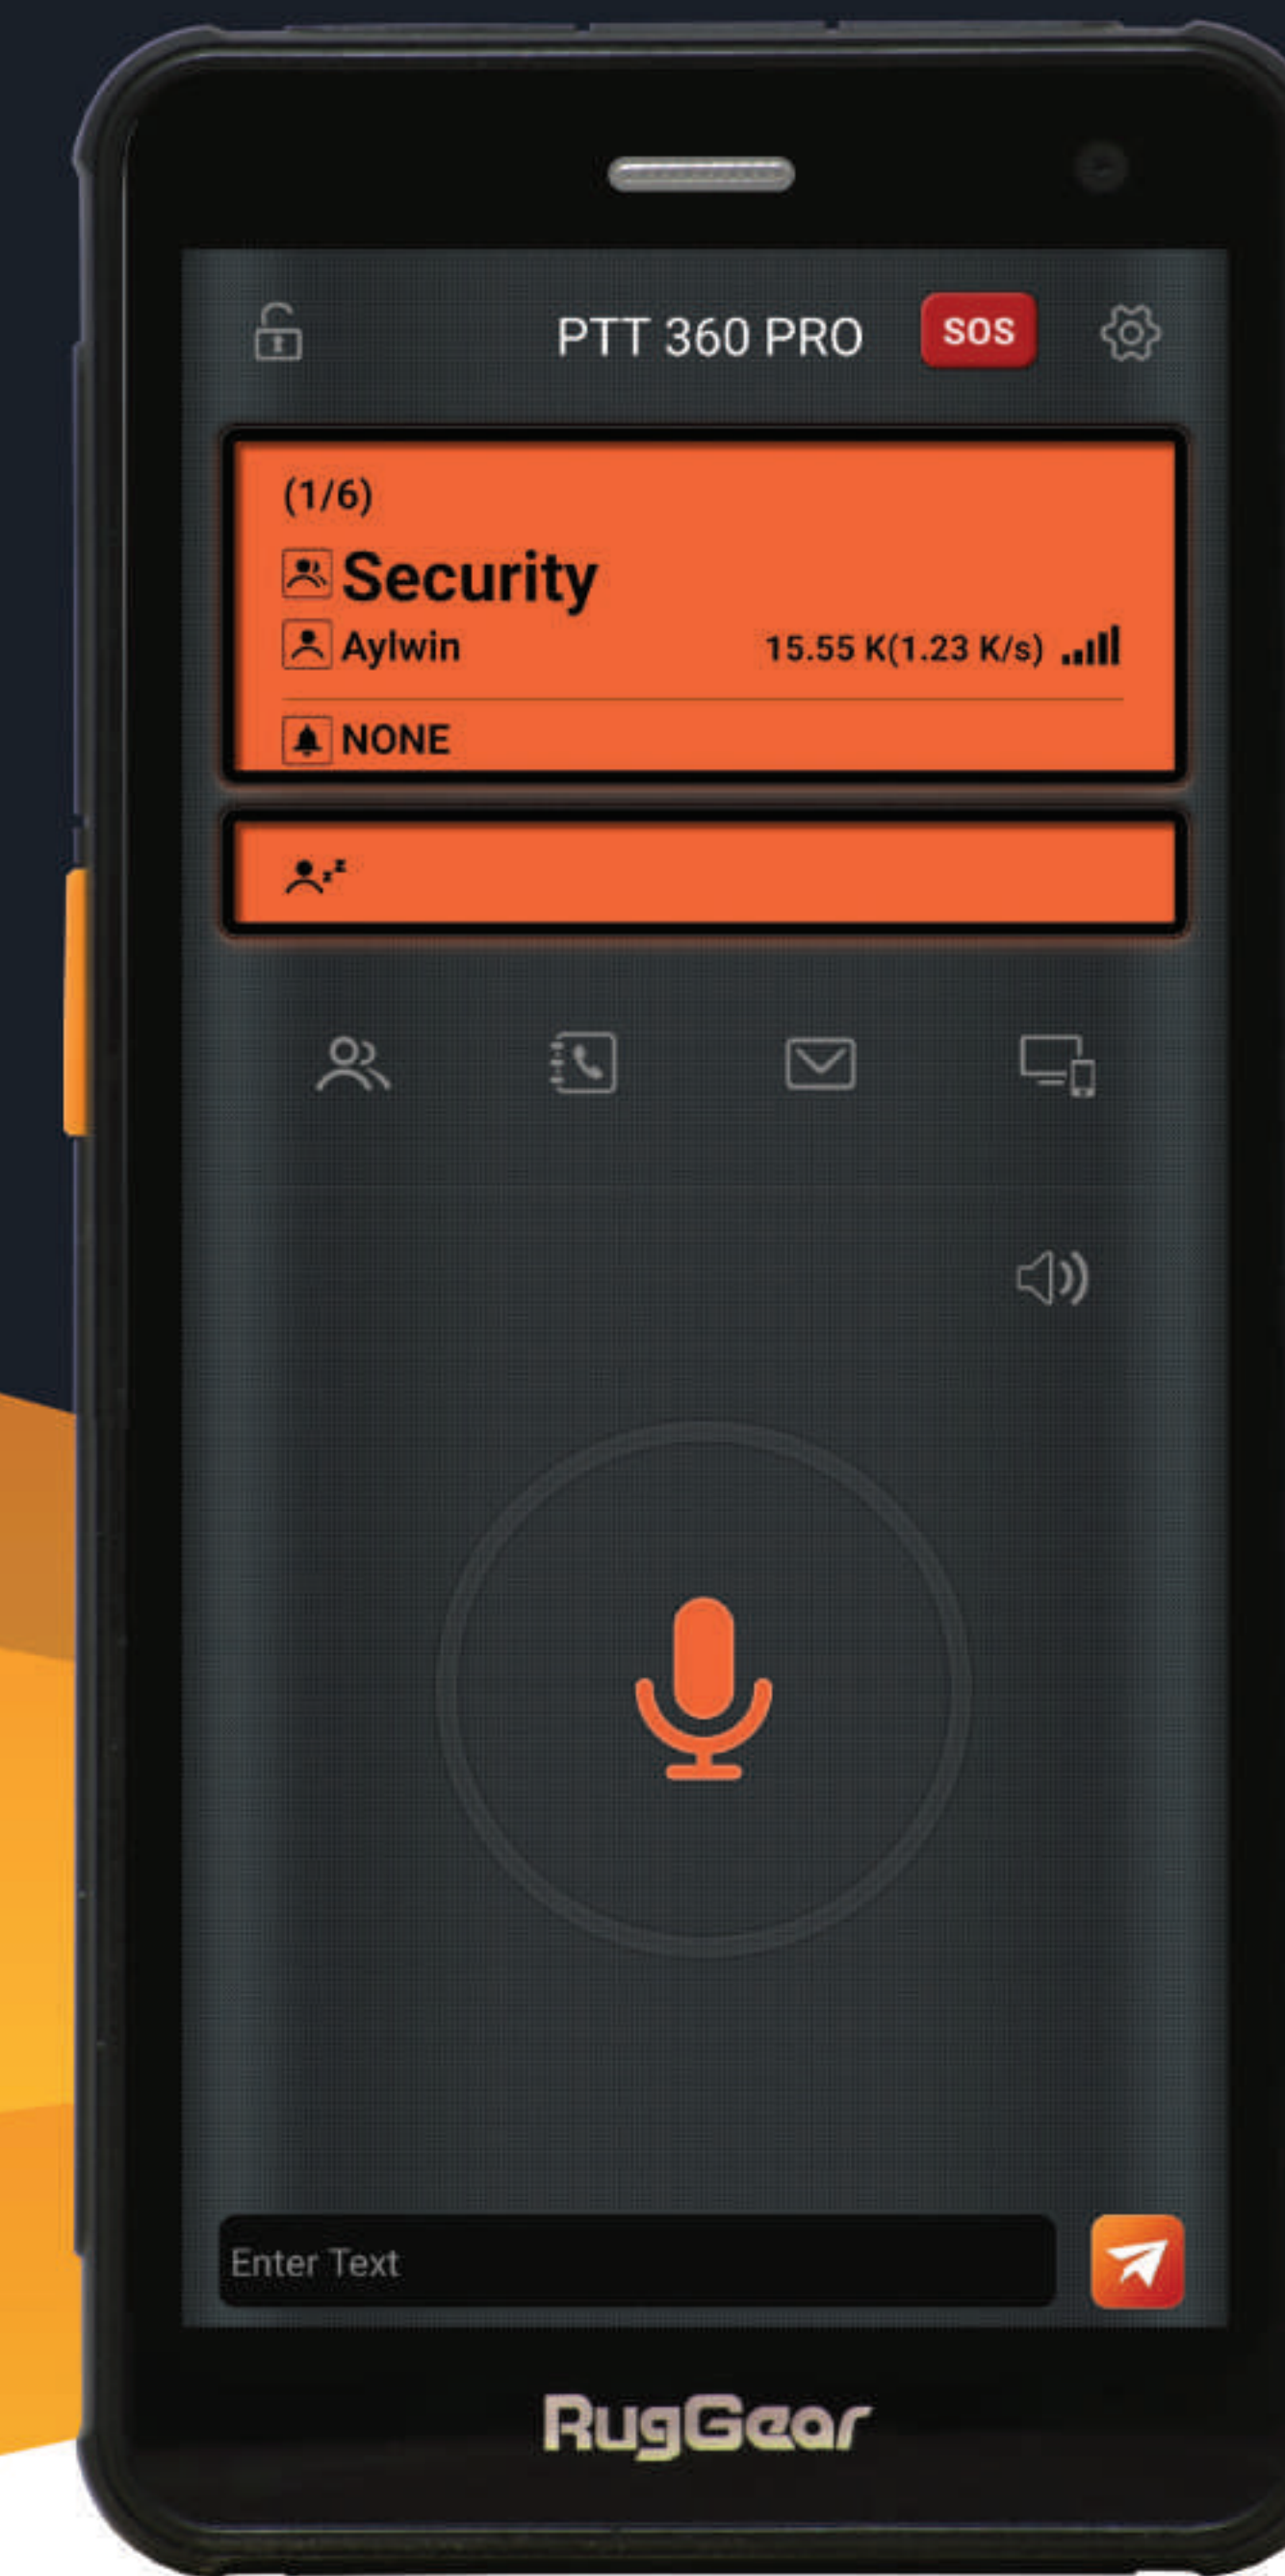 PTT 360 PRO
SOS
(1/6)
Security
Aylwin
15.55 K(1.23 K/s)
NONE
z z
Enter Text
RugGear